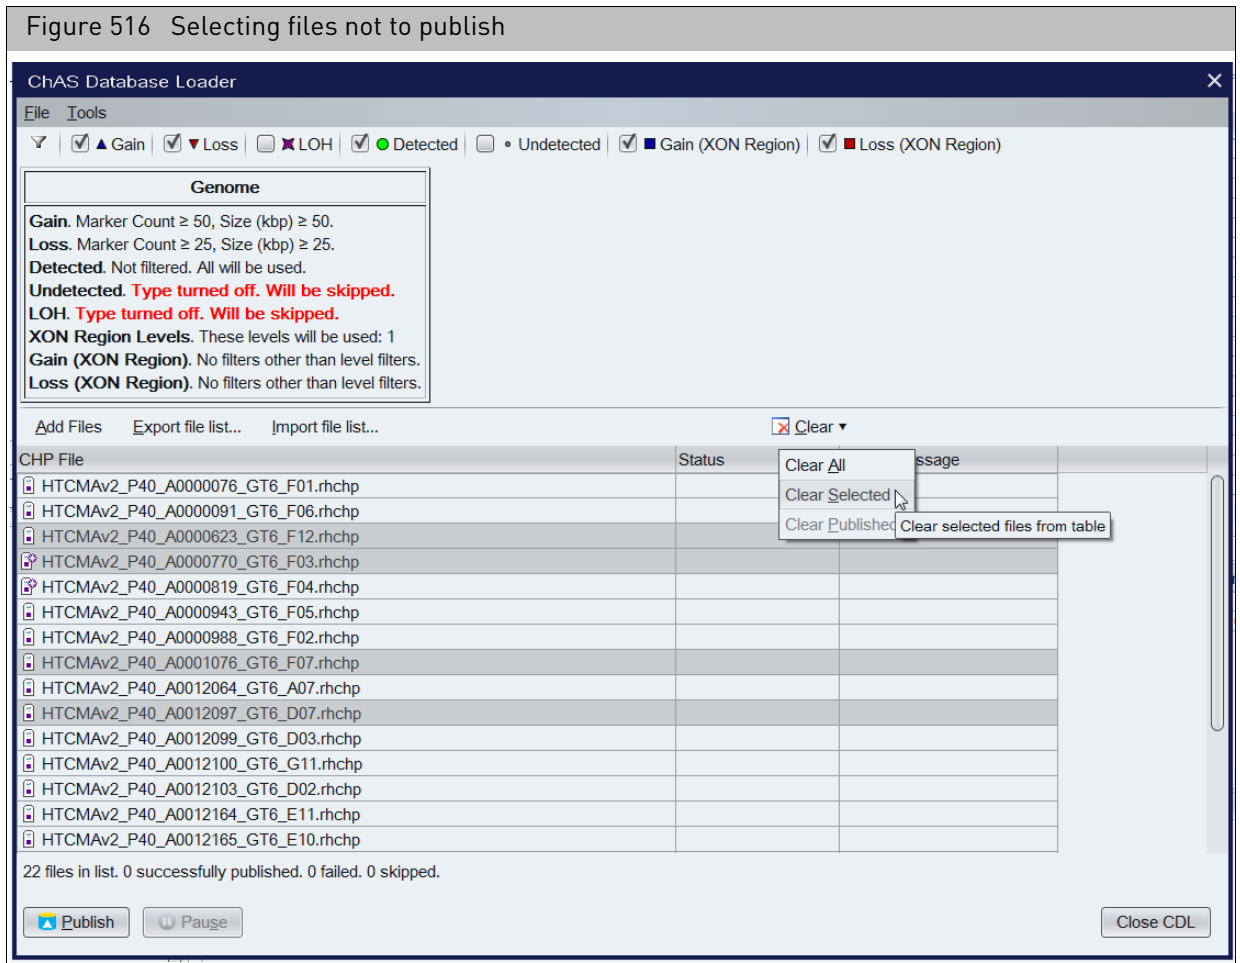 Figure 516 Selecting files not to publish
ChAS Database Loader
File Tools
Gain Loss LOH Detected Undetected Gain (XON Region) Loss (XON Region)
Genome
Gain. Marker Count ≥ 50, Size (kbp) ≥ 50.
Loss. Marker Count ≥ 25, Size (kbp) ≥ 25.
Detected. Not filtered. All will be used.
Undetected. Type turned off. Will be skipped.
LOH. Type turned off. Will be skipped.
XON Region Levels. These levels will be used: 1
Gain (XON Region). No filters other than level filters.
Loss (XON Region). No filters other than level filters.
Add Files Export file list... Import file list... Clear
CHP File Status ssage
Clear All
Clear Selected
Clear Published
Clear selected files from table
HTCMAv2_P40_A0000076_GT6_F01.rhchp
HTCMAv2_P40_A0000091_GT6_F06.rhchp
HTCMAv2_P40_A0000623_GT6_F12.rhchp
HTCMAv2_P40_A0000770_GT6_F03.rhchp
HTCMAv2_P40_A0000819_GT6_F04.rhchp
HTCMAv2_P40_A0000943_GT6_F05.rhchp
HTCMAv2_P40_A0000988_GT6_F02.rhchp
HTCMAv2_P40_A0001076_GT6_F07.rhchp
HTCMAv2_P40_A0012064_GT6_A07.rhchp
HTCMAv2_P40_A0012097_GT6_D07.rhchp
HTCMAv2_P40_A0012099_GT6_D03.rhchp
HTCMAv2_P40_A0012100_GT6_G11.rhchp
HTCMAv2_P40_A0012103_GT6_D02.rhchp
HTCMAv2_P40_A0012164_GT6_E11.rhchp
HTCMAv2_P40_A0012165_GT6_E10.rhchp
22 files in list. 0 successfully published. 0 failed. 0 skipped.
Publish Pause Close CDL